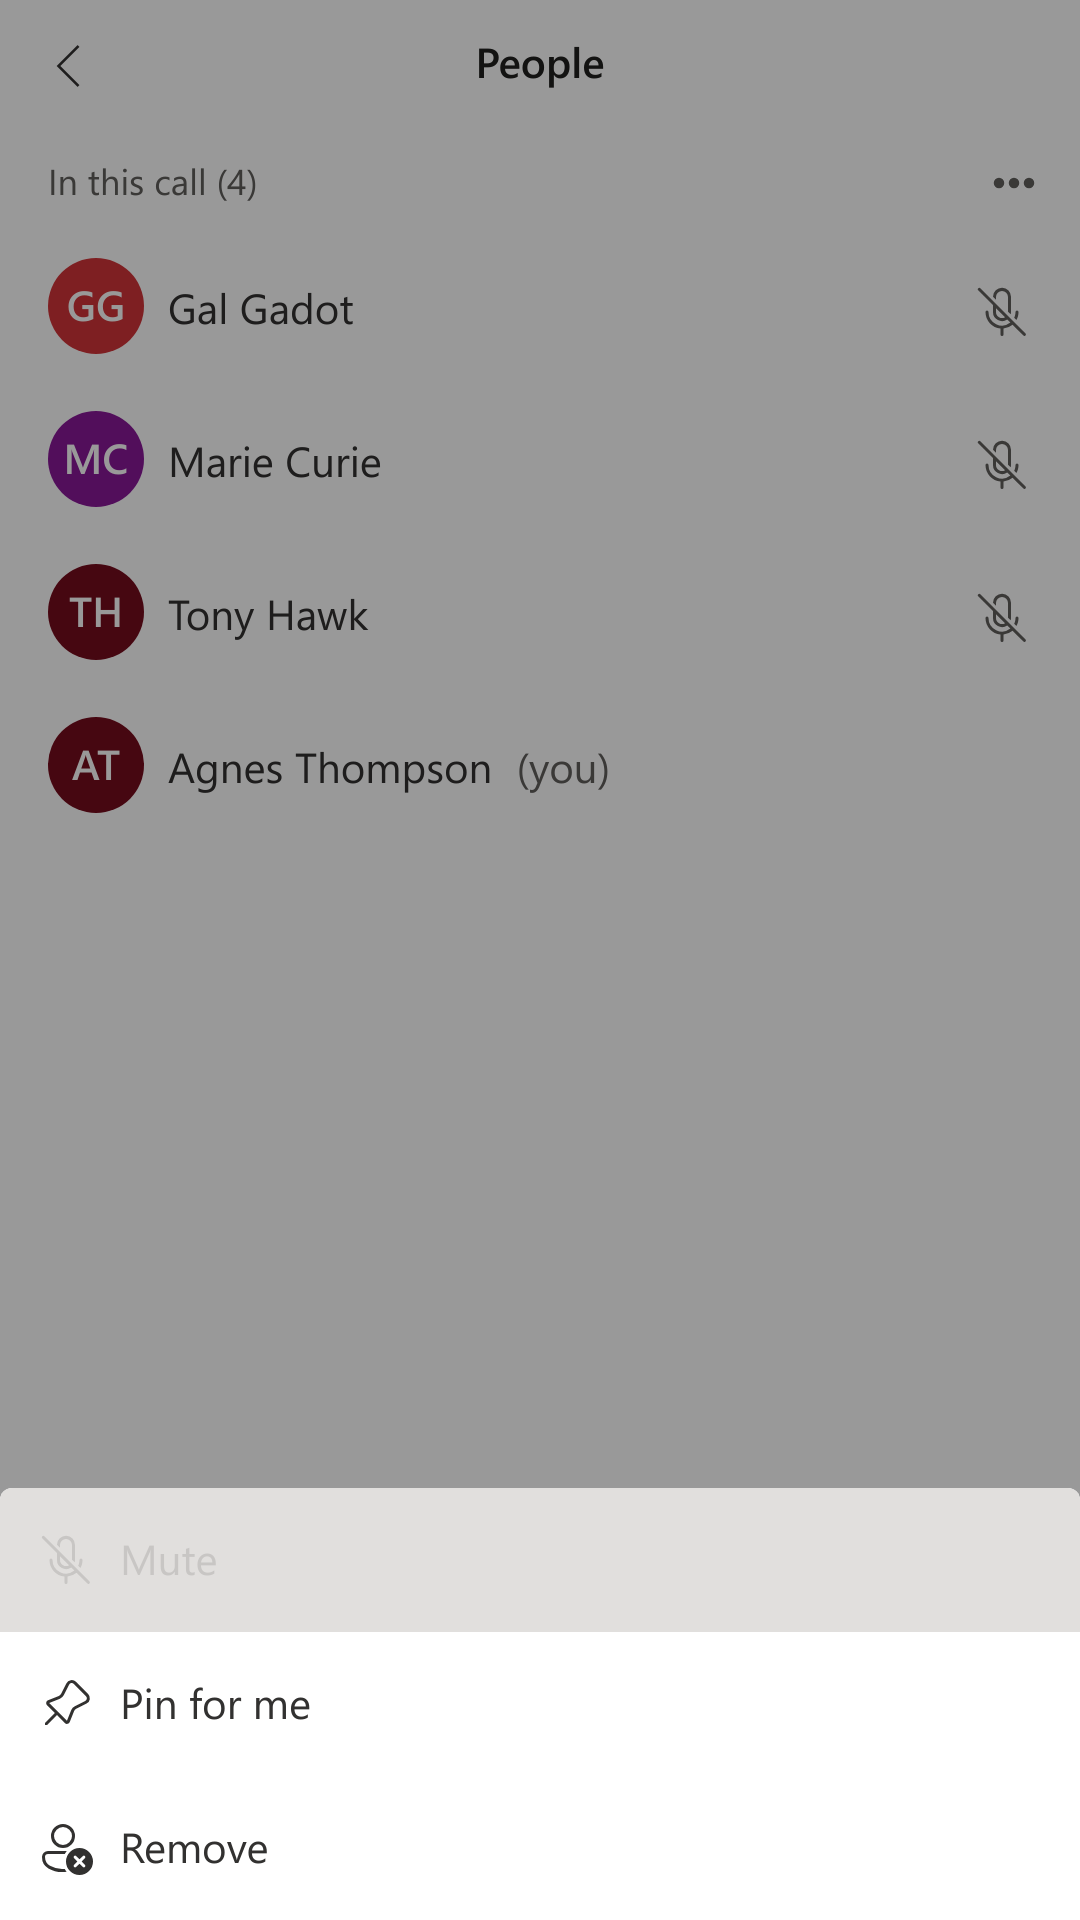 People
In this call (4)
GG Gal Gadot
MC Marie Curie
TH Tony Hawk
AT Agnes Thompson (you)
Mute
Pin for me
Remove